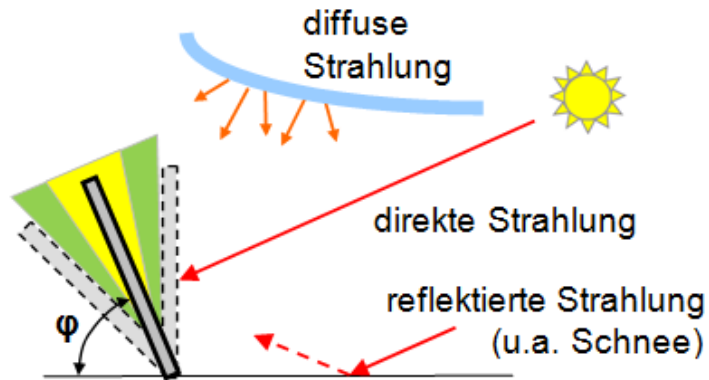 diffuse
Strahlung
direkte Strahlung
reflektierte Strahlung
(u.a. Schnee)
φ